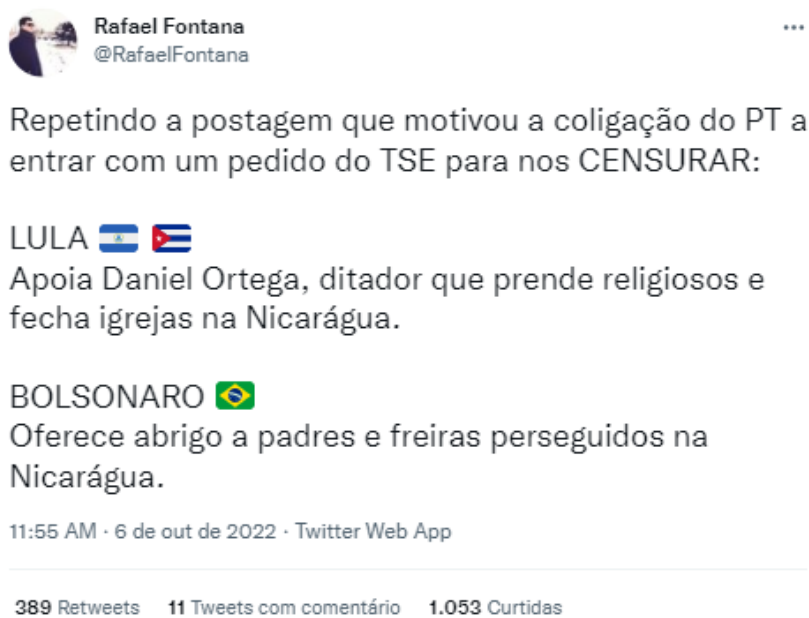 Rafael Fontana
@RafaelFontana
Repetindo a postagem que motivou a coligação do PT a
entrar com um pedido do TSE para nos CENSURAR:
LULA 🇳🇮 🇨🇺
Apoia Daniel Ortega, ditador que prende religiosos e
fecha igrejas na Nicarágua.
BOLSONARO 🇧🇷
Oferece abrigo a padres e freiras perseguidos na
Nicarágua.
11:55 AM · 6 de out de 2022 · Twitter Web App
389 Retweets 11 Tweets com comentário 1.053 Curtidas